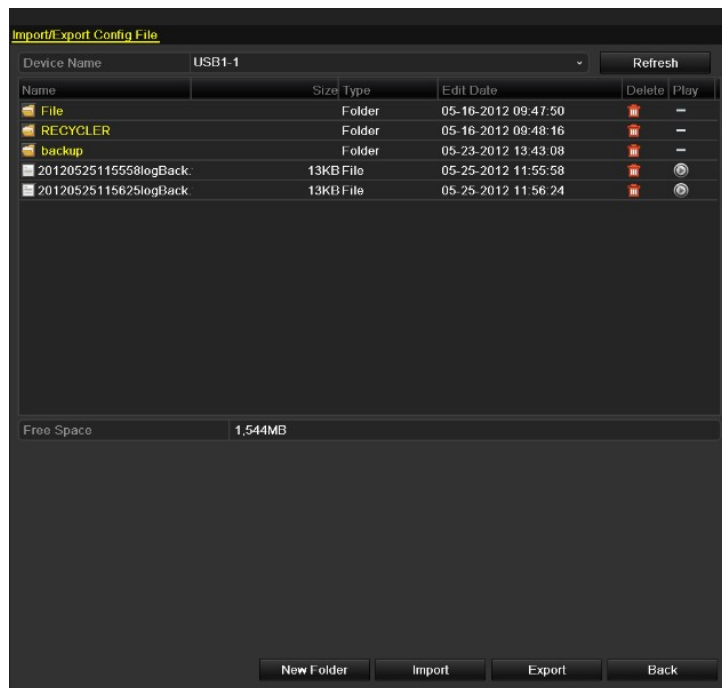 Import/Export Config File
Device Name USB1-1 Refresh
Name Size Type Edit Date Delete Play
File Folder 05-16-2012 09:47:50 –
RECYCLER Folder 05-16-2012 09:48:16 –
backup Folder 05-23-2012 13:43:08 –
20120525115558logBack. 13KB File 05-25-2012 11:55:58
20120525115625logBack. 13KB File 05-25-2012 11:56:24
Free Space 1,544MB
New Folder Import Export Back